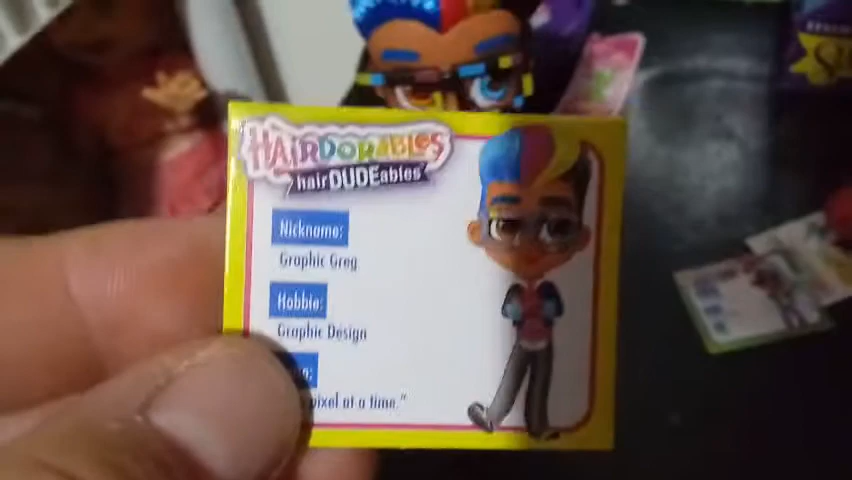 HAIRDORABLES
hairDUDEables
Nickname:
Graphic Greg
Hobbie:
Graphic Design
pixel at a time."